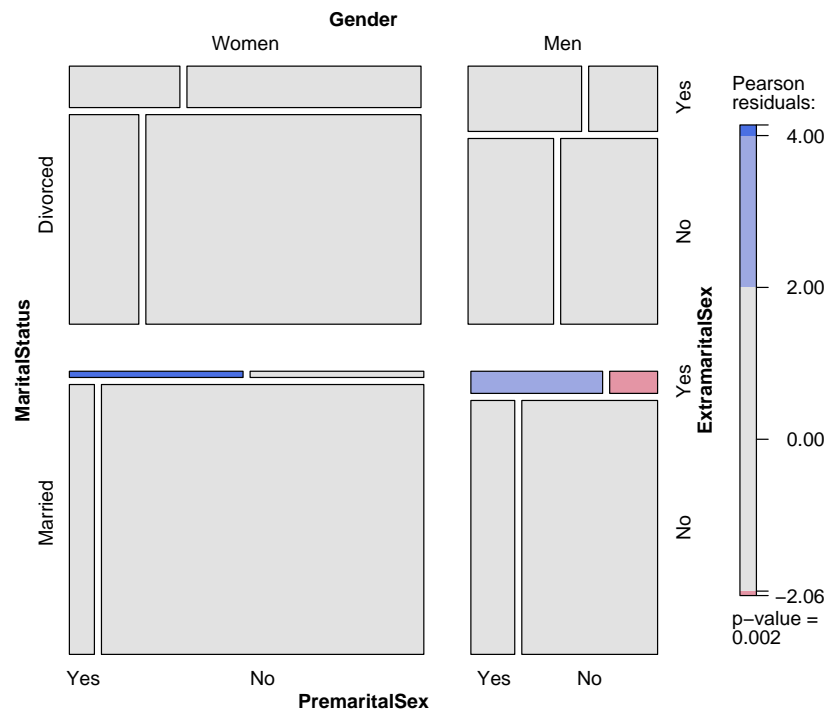 Gender
Women Men
Pearson
residuals:
Yes
4.00
Divorced
No
2.00
MaritalStatus
ExtramaritalSex
Yes
0.00
Married
No
−2.06
p−value =
0.002
Yes No Yes No
PremaritalSex